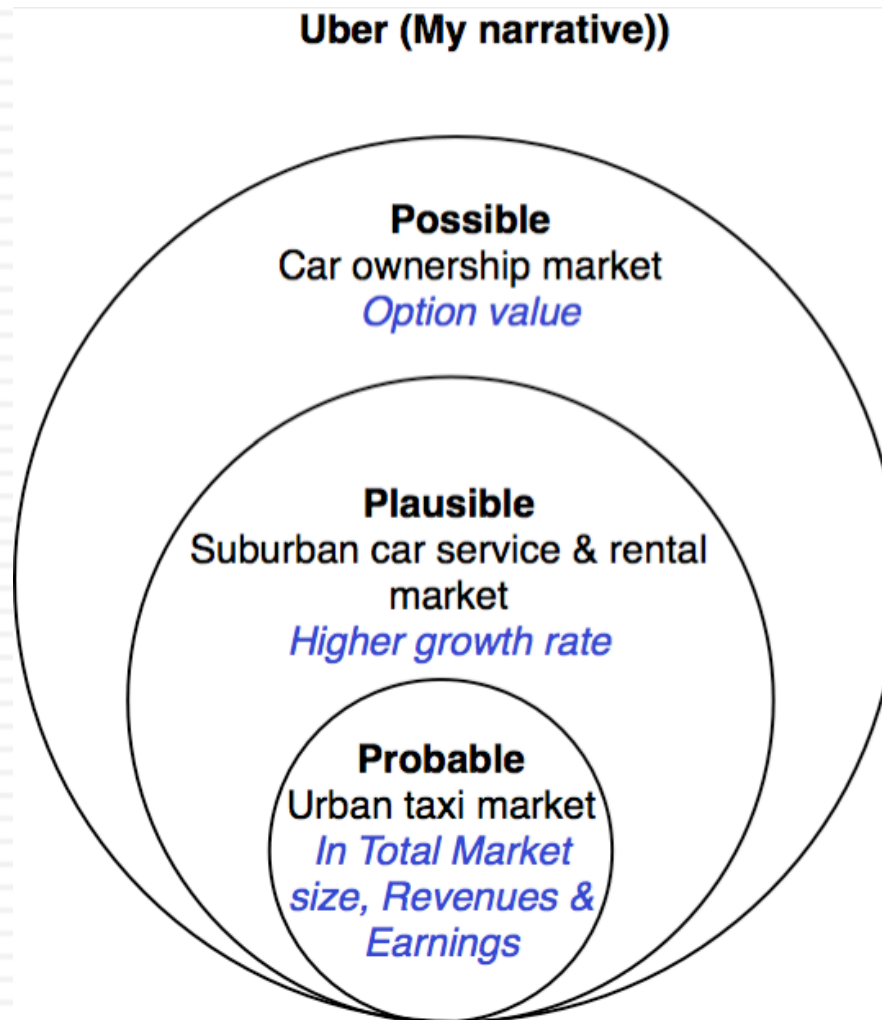 Uber (My narrative))
Possible
Car ownership market
Option value
Plausible
Suburban car service & rental
market
Higher growth rate
Probable
Urban taxi market
In Total Market
size, Revenues &
Earnings